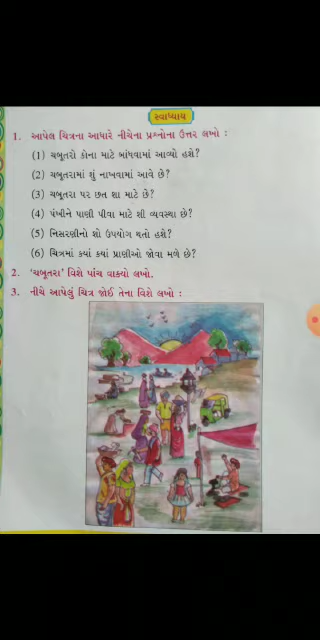 સ્વાધ્યાય
1. આપેલ ચિત્રના આધારે નીચેના પ્રશ્નોના ઉત્તર લખો :
(1) ચબૂતરો કોના માટે બાંધવામાં આવ્યો હશે?
(2) ચબૂતરામાં શું નાખવામાં આવે છે?
(3) ચબૂતરા પર છત શા માટે છે?
(4) પંખીને પાણી પીવા માટે શી વ્યવસ્થા છે?
(5) નિસરણીનો શો ઉપયોગ થતો હશે?
(6) ચિત્રમાં કયાં કયાં પ્રાણીઓ જોવા મળે છે?
2. ‘ચબૂતરા’ વિશે પાંચ વાક્યો લખો.
3. નીચે આપેલું ચિત્ર જોઈ તેના વિશે લખો :